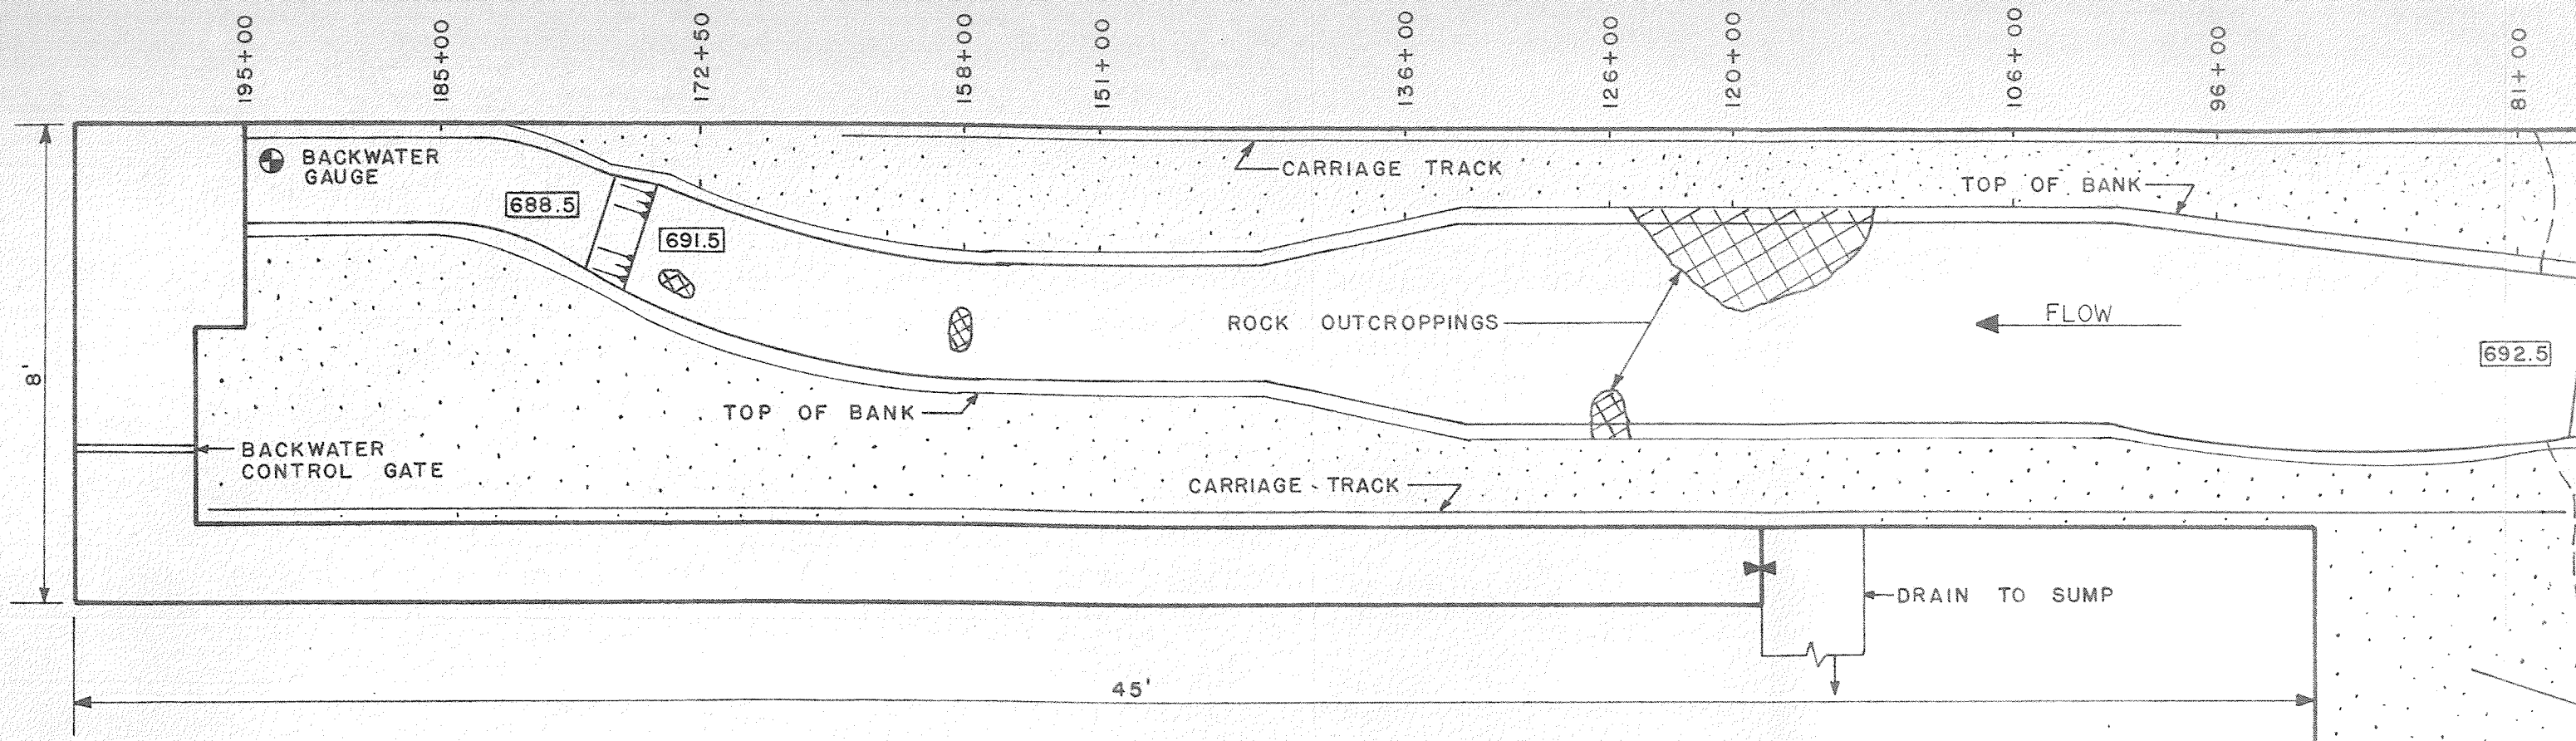 195+00
185+00
172+50
158+00
151+00
136+00
126+00
120+00
106+00
96+00
81+00
BACKWATER
GAUGE
688.5
691.5
CARRIAGE TRACK
TOP OF BANK
ROCK OUTCROPPINGS
FLOW
692.5
8'
TOP OF BANK
BACKWATER
CONTROL GATE
CARRIAGE - TRACK
DRAIN TO SUMP
45'